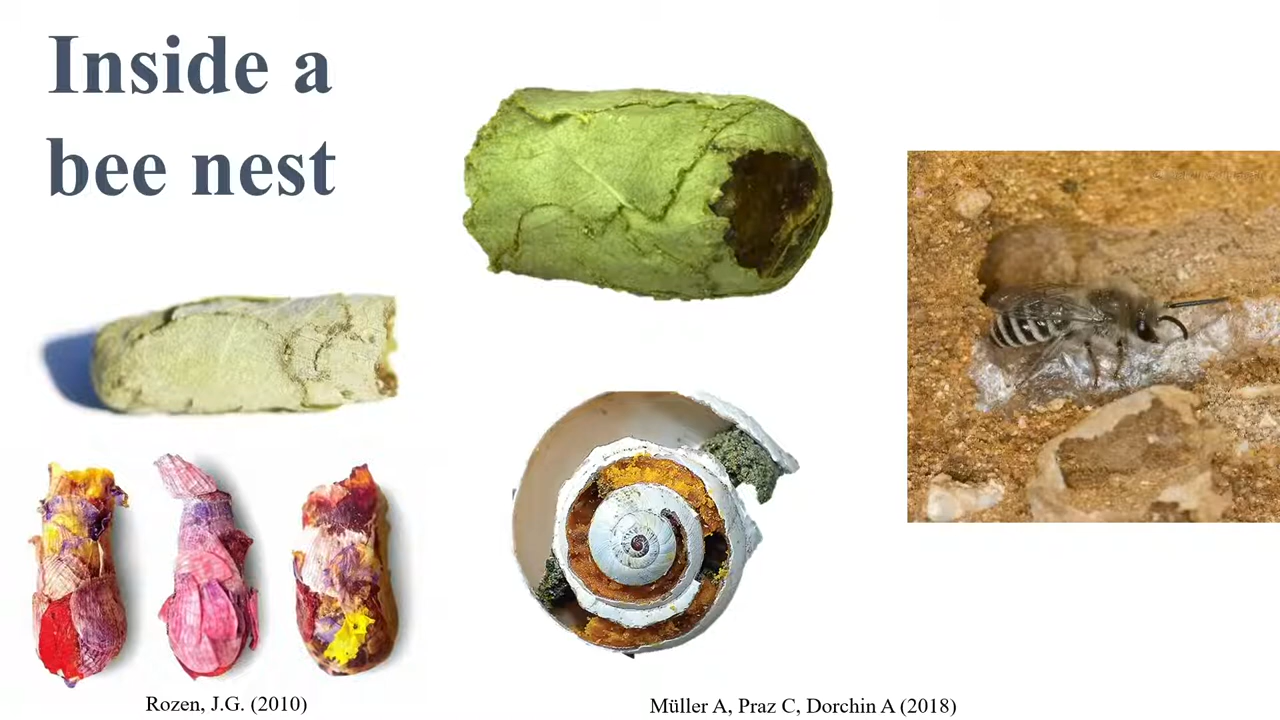 Inside a
bee nest
Rozen, J.G. (2010)
Müller A, Praz C, Dorchin A (2018)